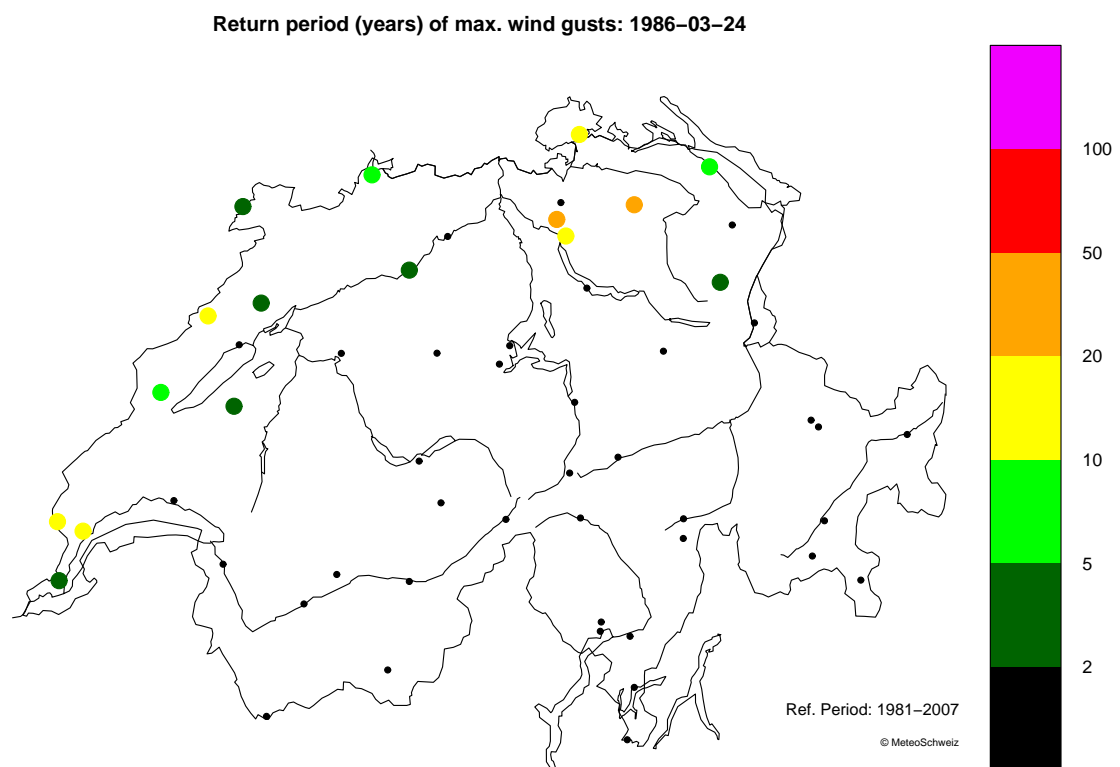 Return period (years) of max. wind gusts: 1986−03−24
100
50
20
10
5
2
Ref. Period: 1981−2007
© MeteoSchweiz